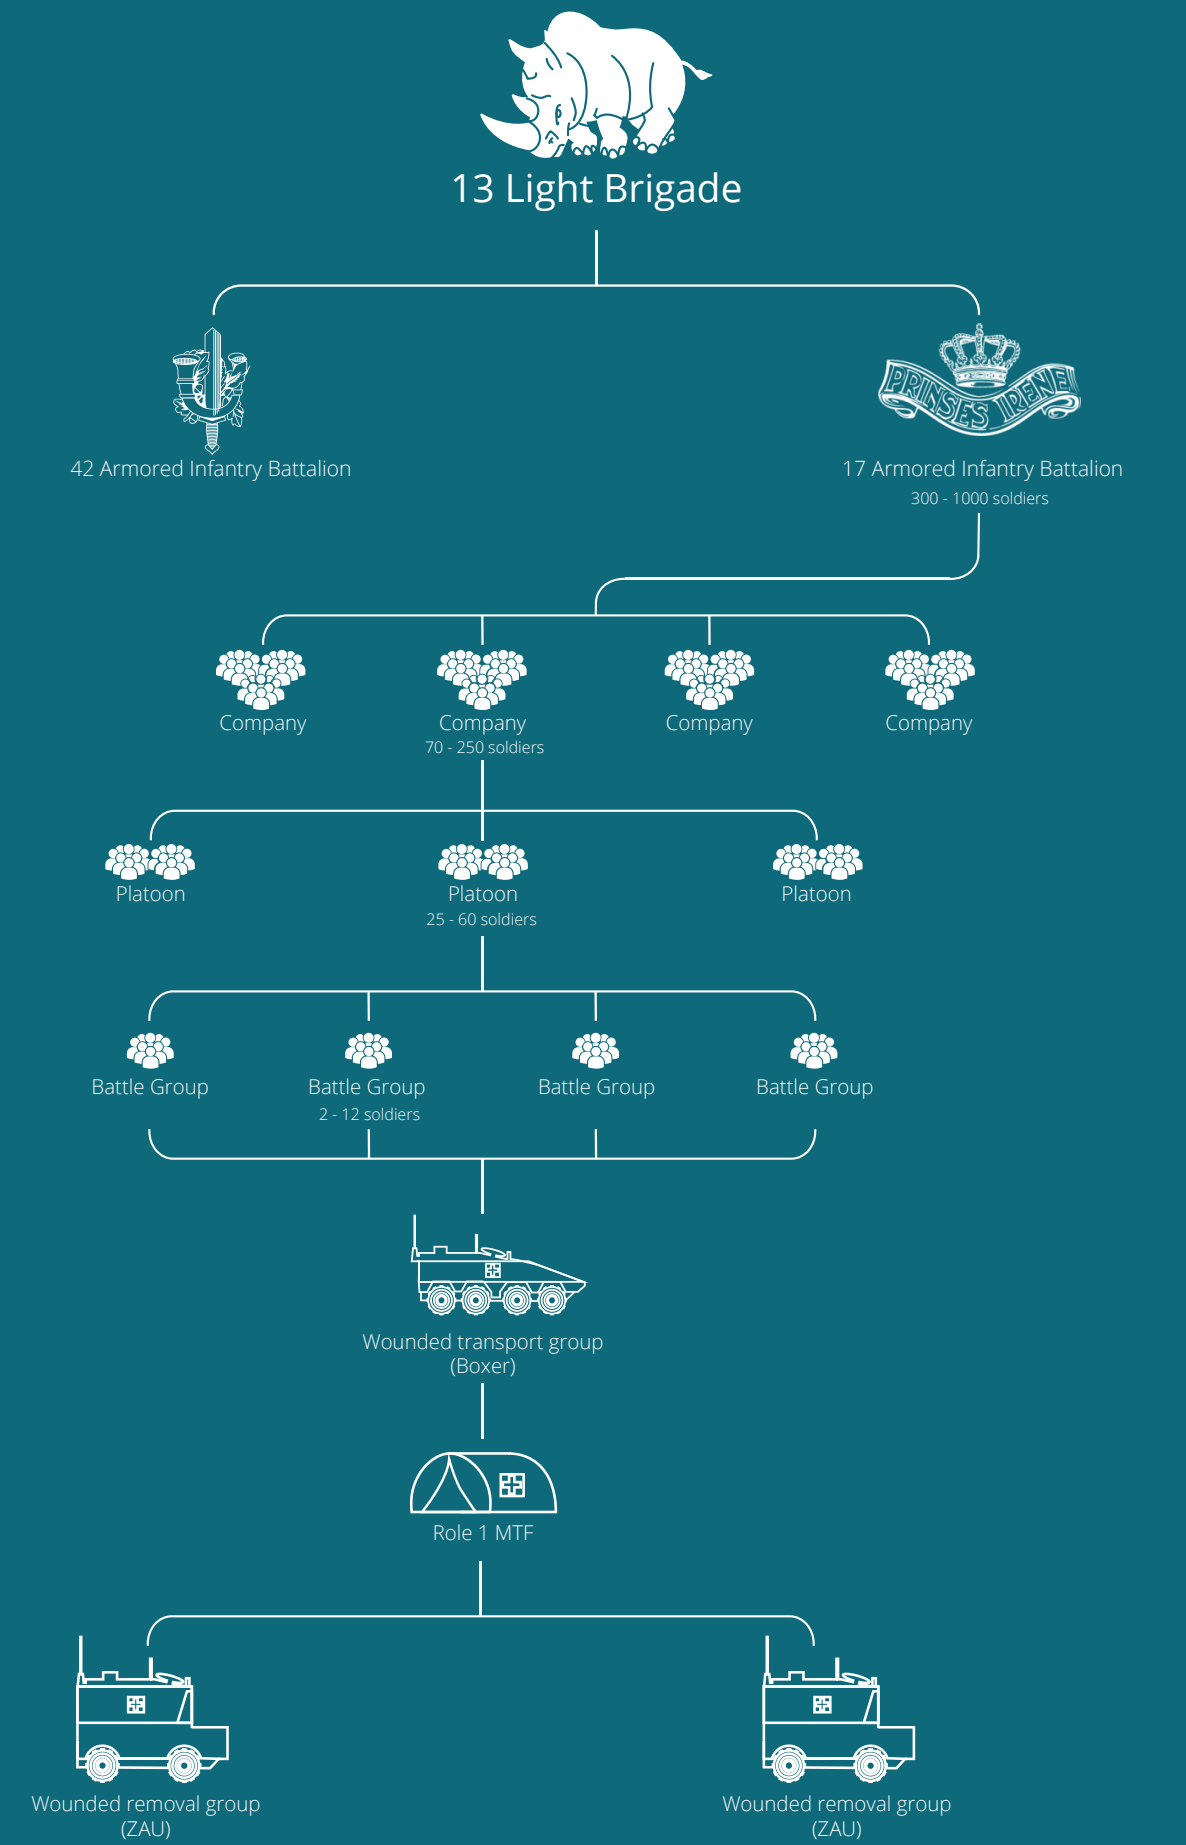 13 Light Brigade
PRINSES IRENE
42 Armored Infantry Battalion
17 Armored Infantry Battalion
300 - 1000 soldiers
Company
Company
Company
Company
70 - 250 soldiers
Platoon
Platoon
Platoon
25 - 60 soldiers
Battle Group
Battle Group
Battle Group
Battle Group
2 - 12 soldiers
Wounded transport group
(Boxer)
Role 1 MTF
Wounded removal group
(ZAU)
Wounded removal group
(ZAU)